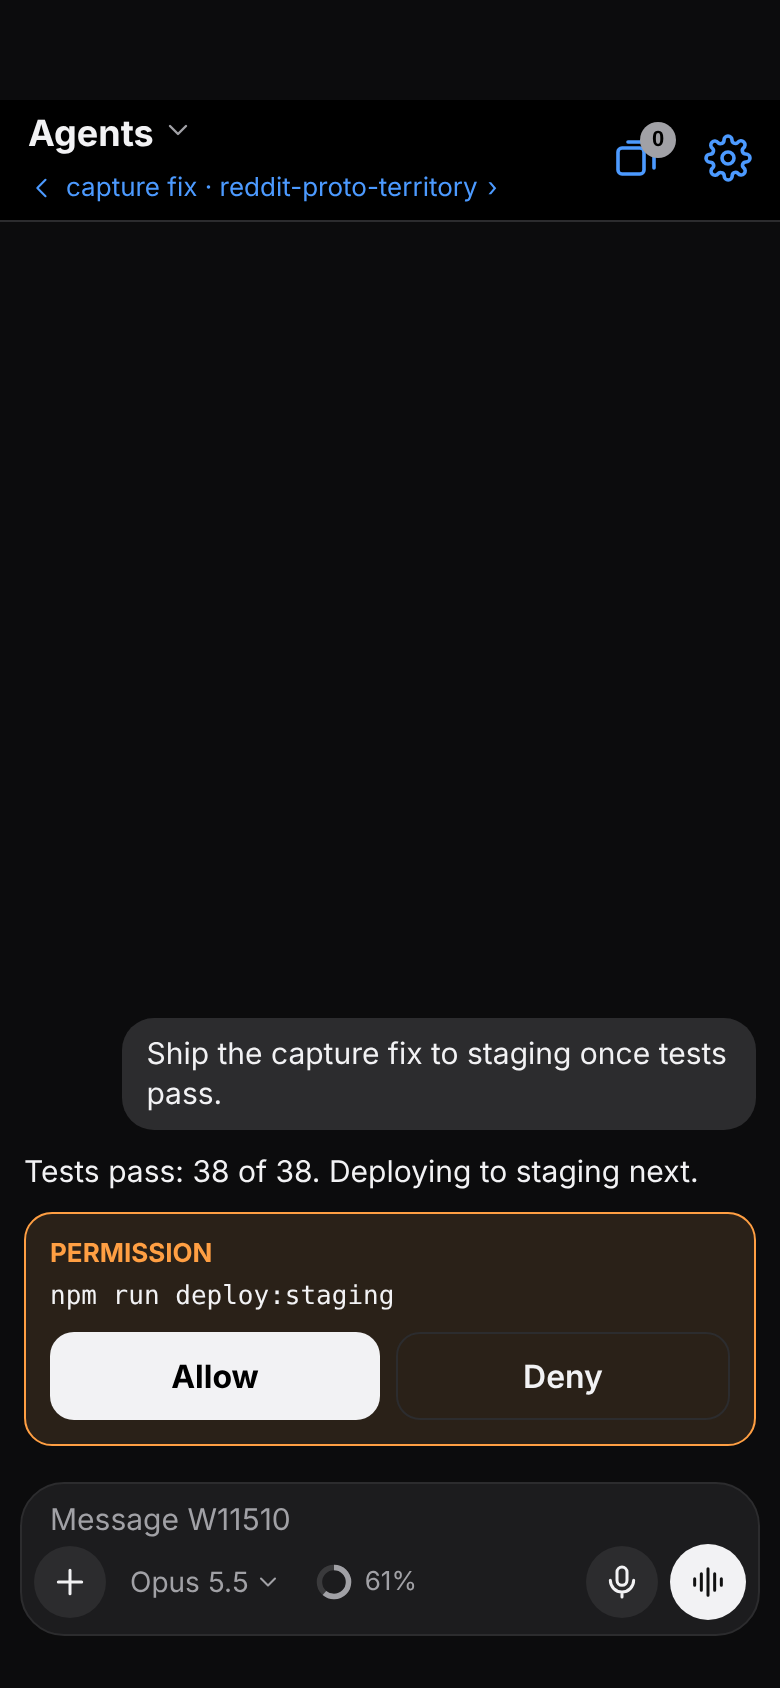 Agents
0
capture fix · reddit-proto-territory ›
Ship the capture fix to staging once tests
pass.
Tests pass: 38 of 38. Deploying to staging next.
PERMISSION
npm run deploy:staging
Allow
Deny
Message W11510
Opus 5.5
61%